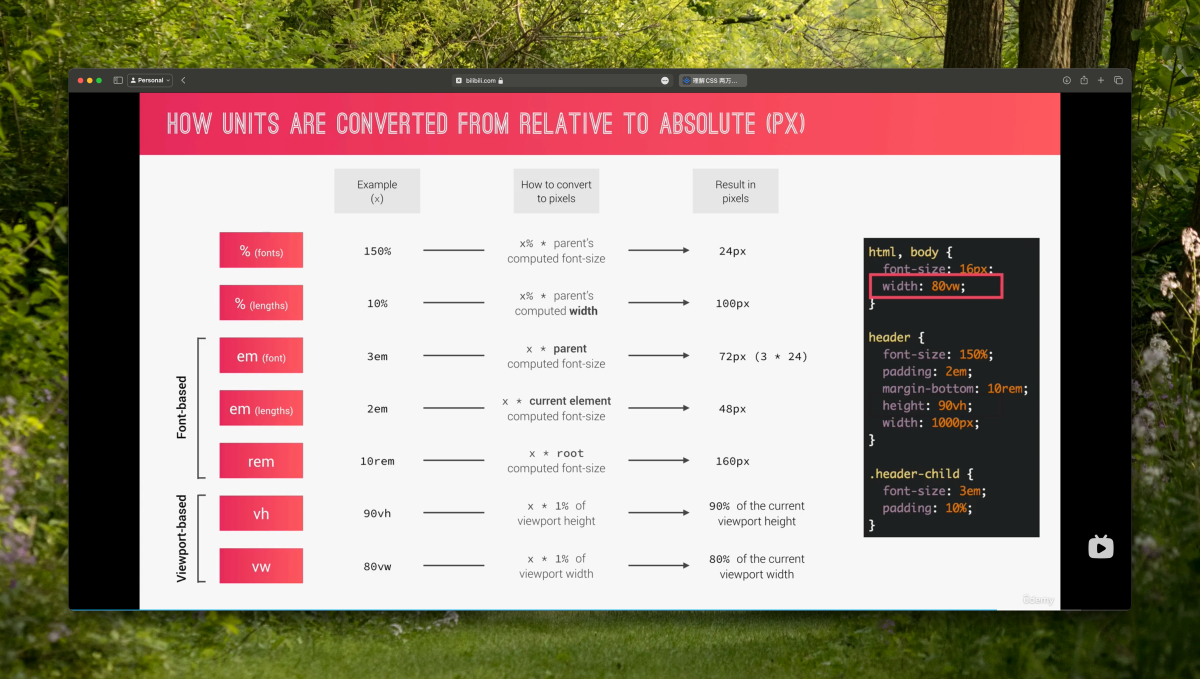 Personal
bilibili.com
理解CSS 两万...
HOW UNITS ARE CONVERTED FROM RELATIVE TO ABSOLUTE (PX)
Example
(x)
How to convert
to pixels
Result in
pixels
% (fonts)
150%
x% * parent's
computed font-size
24px
% (lengths)
10%
x% * parent's
computed width
100px
Font-based
em (font)
3em
x * parent
computed font-size
72px (3 * 24)
em (lengths)
2em
x * current element
computed font-size
48px
rem
10rem
x * root
computed font-size
160px
Viewport-based
vh
90vh
x * 1% of
viewport height
90% of the current
viewport height
vw
80vw
x * 1% of
viewport width
80% of the current
viewport width
html, body {
font-size: 16px;
width: 80vw;
}
header {
font-size: 150%;
padding: 2em;
margin-bottom: 10rem;
height: 90vh;
width: 1000px;
}
.header-child {
font-size: 3em;
padding: 10%;
}
Udemy